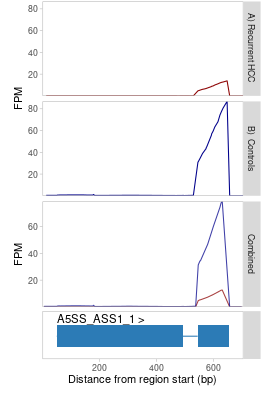 80
60
40
20
FPM
A) Recurrent HCC
80
60
40
20
B) Controls
60
40
20
FPM
Combined
A5SS_ASS1_1 >
200 400 600
Distance from region start (bp)